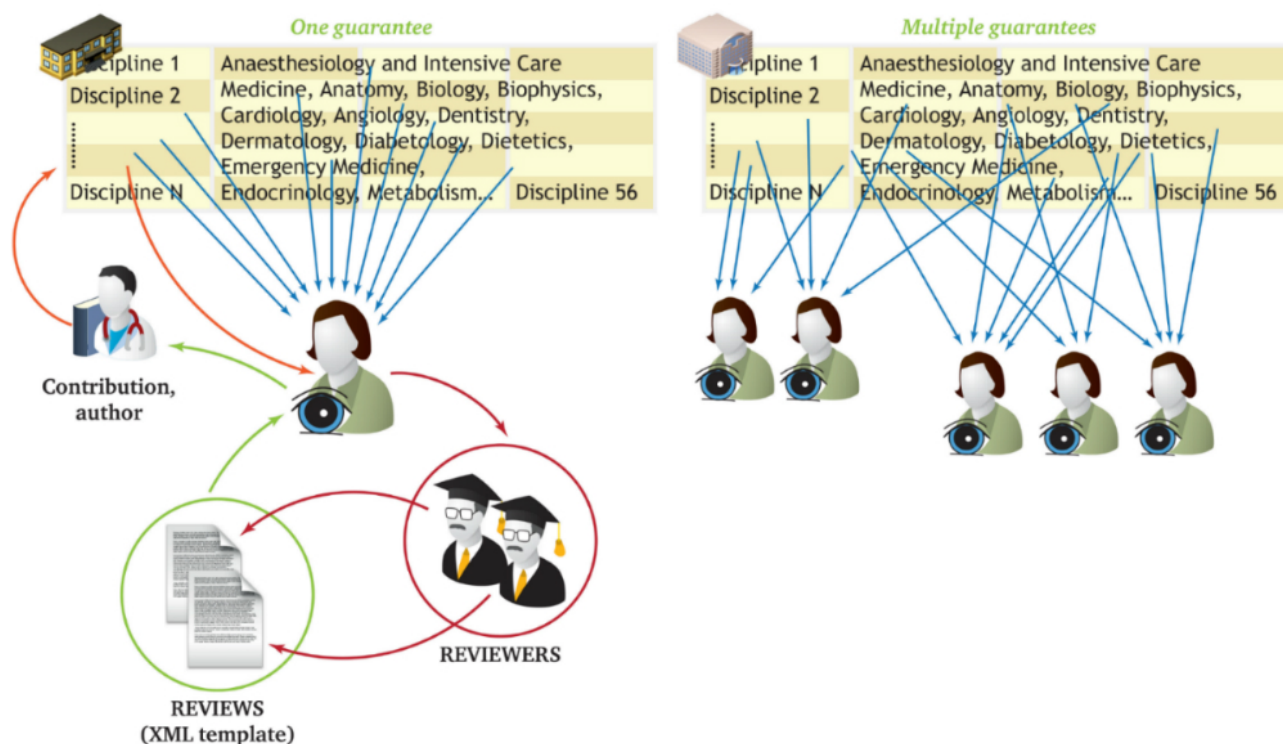 One guarantee
scipline 1
Anaesthesiology and Intensive Care
Discipline 2
Medicine, Anatomy, Biology, Biophysics,
Cardiology, Angiology, Dentistry,
Dermatology, Diabetology, Dietetics,
Emergency Medicine,
Discipline N
Endocrinology, Metabolism...
Discipline 56
Contribution,
author
REVIEWERS
REVIEWS
(XML template)
Multiple guarantees
scipline 1
Anaesthesiology and Intensive Care
Discipline 2
Medicine, Anatomy, Biology, Biophysics,
Cardiology, Angiology, Dentistry,
Dermatology, Diabetology, Dietetics,
Emergency Medicine,
Discipline N
Endocrinology, Metabolism...
Discipline 56